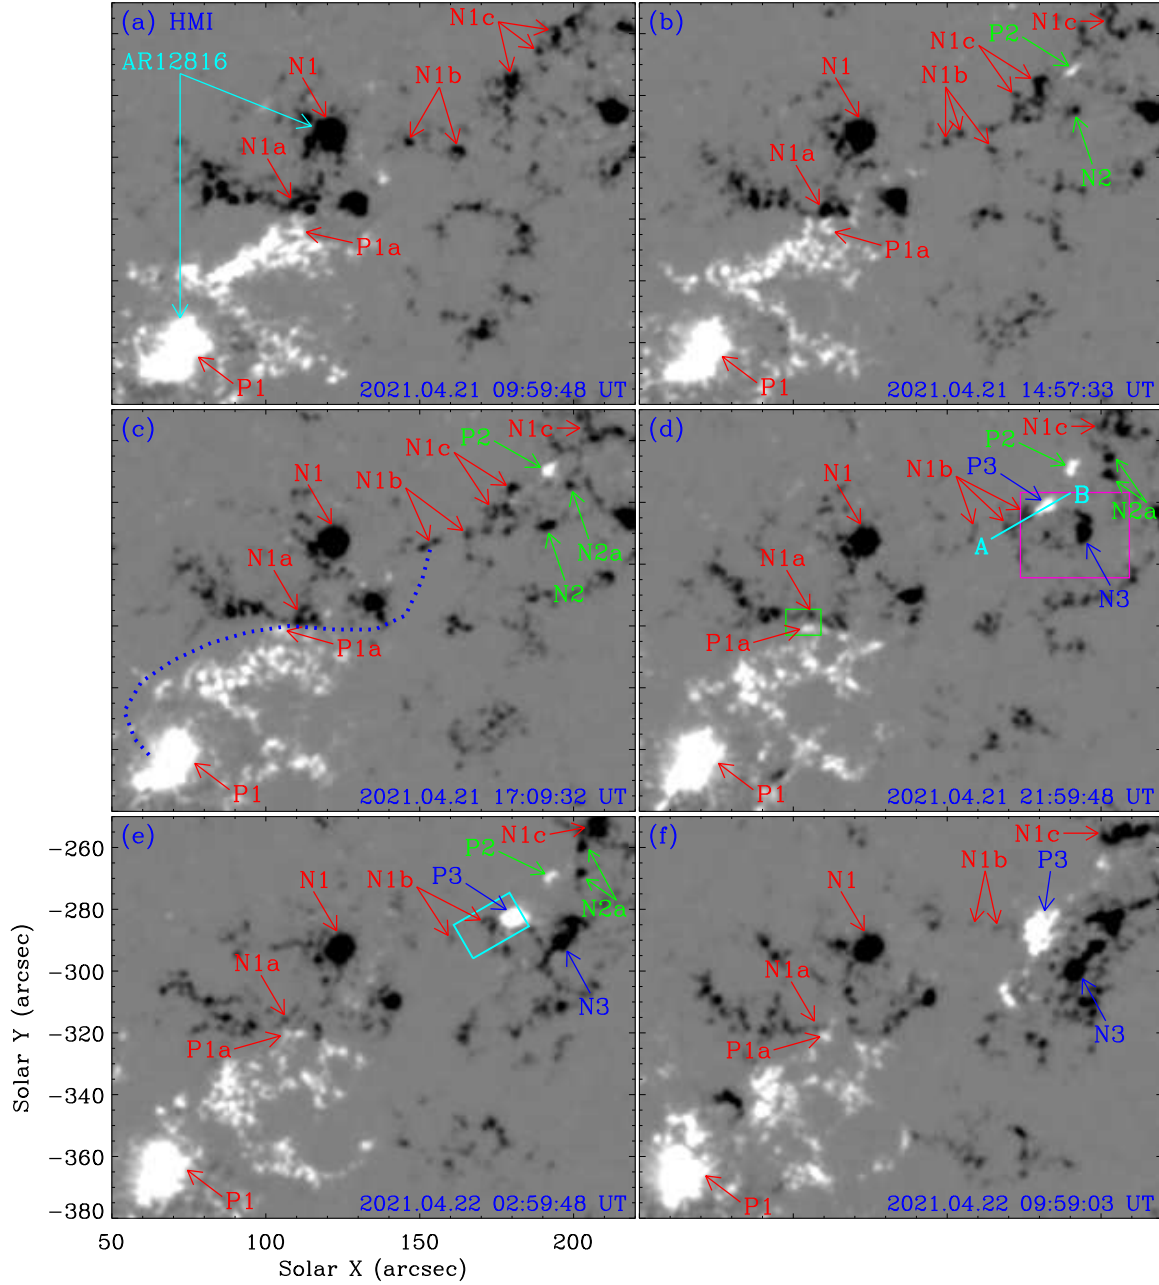 (a) HMI
N1c
AR12816
N1
N1b
N1a
P1a
P1
2021.04.21 09:59:48 UT
(b)
N1c
P2
N1c
N1
N1b
N1a
N2
P1a
P1
2021.04.21 14:57:33 UT
(c)
N1c
P2
N1c
N1
N1b
N1a
N2a
N2
P1a
P1
2021.04.21 17:09:32 UT
(d)
N1c
P2
P3
N1b
N1
B
N2a
A
N1a
N3
P1a
P1
2021.04.21 21:59:48 UT
(e)
N1c
P2
P3
N1
N1b
N2a
N1a
N3
P1a
P1
2021.04.22 02:59:48 UT
(f)
N1c
N1b
P3
N1
N1a
N3
P1a
P1
2021.04.22 09:59:03 UT
-260
-280
-300
-320
-340
-360
-380
Solar Y (arcsec)
50
100
150
200
Solar X (arcsec)